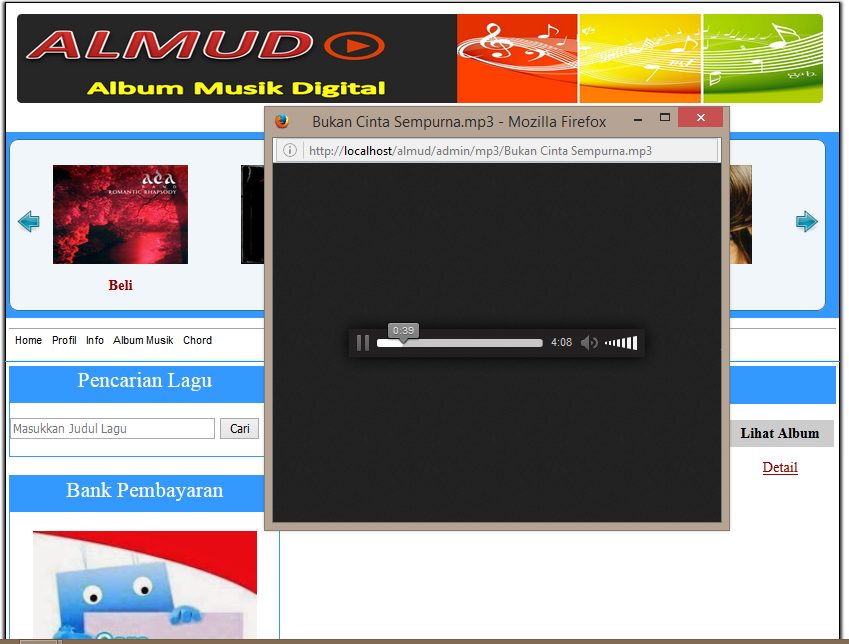 ALMUD
Album Musik Digital
Bukan Cinta Sempurna.mp3 - Mozilla Firefox
http://localhost/almud/admin/mp3/Bukan Cinta Sempurna.mp3
ada
BAND
ROMANTIC RHAPSODY
Beli
0:39
4:08
Home Profil Info Album Musik Chord
Pencarian Lagu
Masukkan Judul Lagu Cari
Lihat Album
Detail
Bank Pembayaran